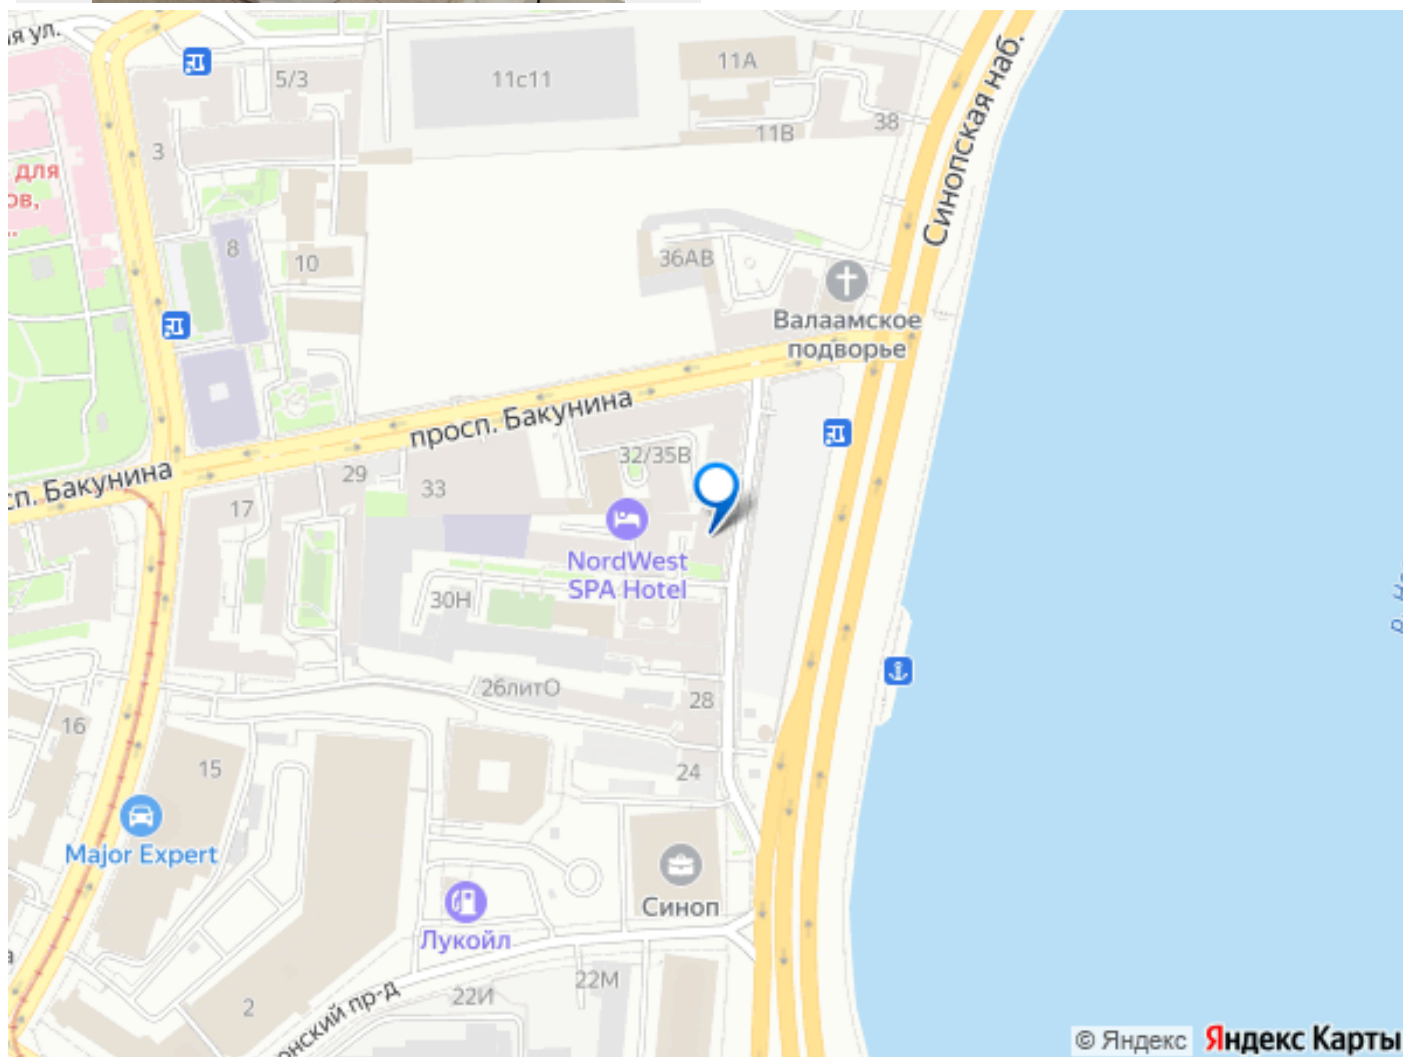 я ул.
5/3
11с11
11А
11В
38
3
Синопская наб.
для
ов,
8
10
36АВ
Валаамское
подворье
просп. Бакунина
сп. Бакунина
32/35В
29
33
17
NordWest
SPA Hotel
30Н
26литО
28
16
15
24
Major Expert
Синоп
Лукойл
22М
22И
2
онский пр-д
© Яндекс Яндекс Карты